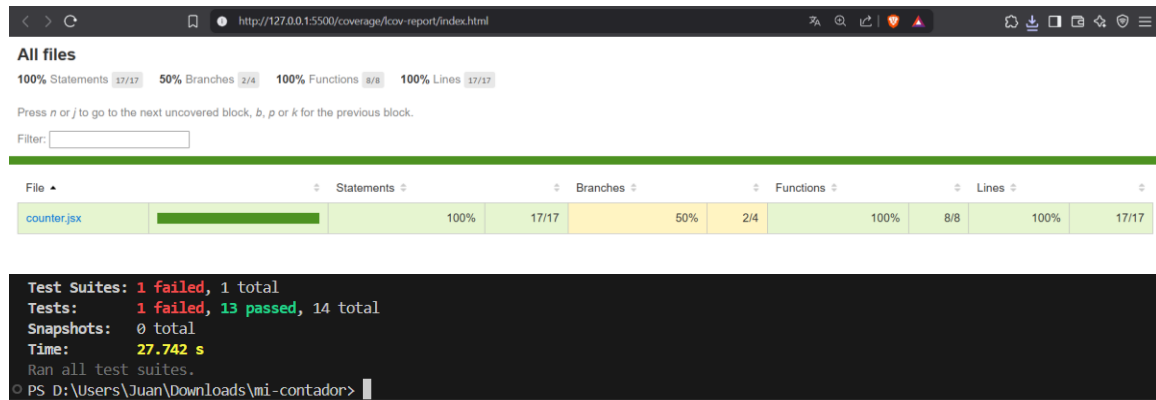 http://127.0.0.1:5500/coverage/lcov-report/index.html
All files
100% Statements 17/17 50% Branches 2/4 100% Functions 8/8 100% Lines 17/17
Press n or j to go to the next uncovered block, b, p or k for the previous block.
Filter:
File Statements Branches Functions Lines
counter.jsx 100% 17/17 50% 2/4 100% 8/8 100% 17/17
Test Suites: 1 failed, 1 total
Tests: 1 failed, 13 passed, 14 total
Snapshots: 0 total
Time: 27.742 s
Ran all test suites.
PS D:\Users\Juan\Downloads\mi-contador>